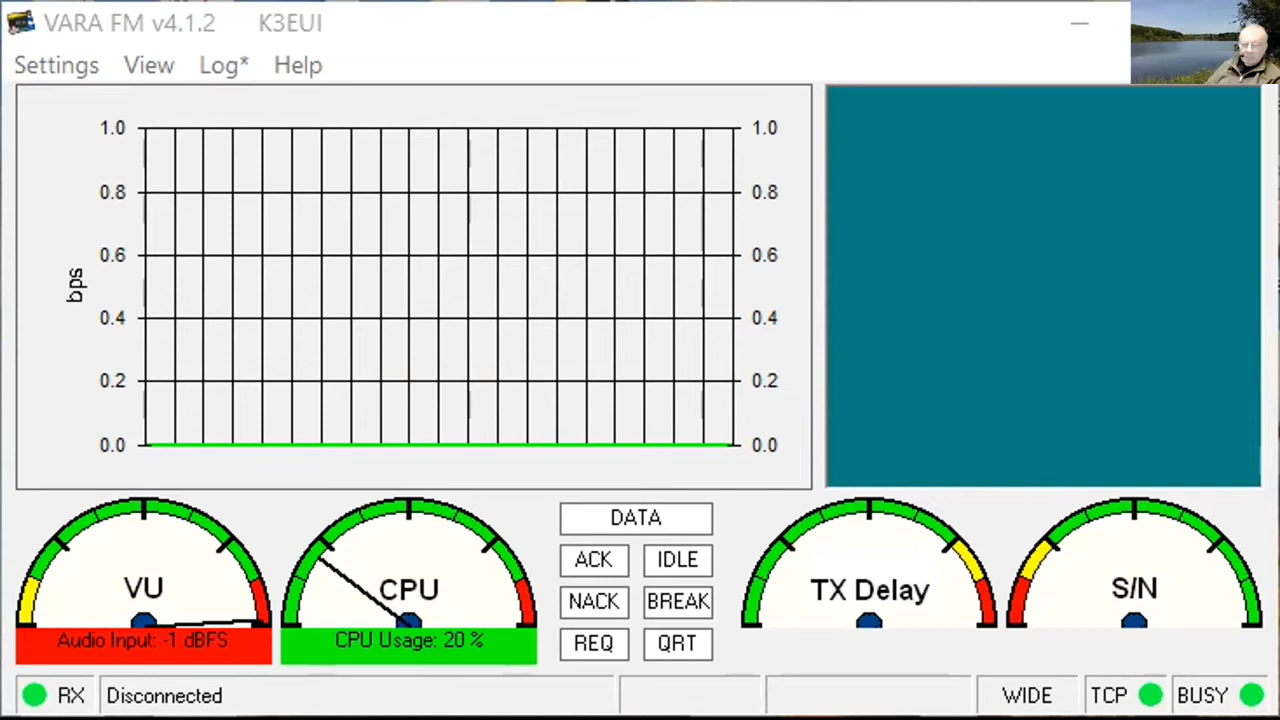 VARA FM v4.1.2 K3EUI
Settings View Log* Help
1.0 1.0
0.8 0.8
0.6 0.6
bps
0.4 0.4
0.2 0.2
0.0 0.0
VU
Audio Input: -1 dBFS
CPU
CPU Usage: 20 %
DATA
ACK IDLE
NACK BREAK
REQ QRT
TX Delay
S/N
RX Disconnected WIDE TCP BUSY